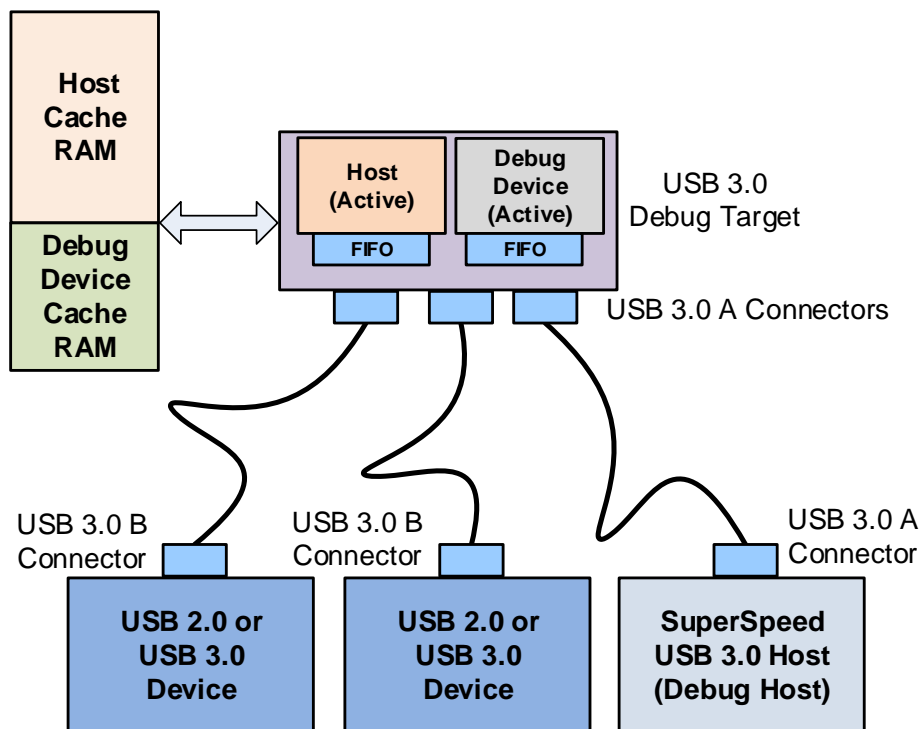 Host
Cache
RAM
Debug
Device
Cache
RAM
Host
(Active)
FIFO
Debug
Device
(Active)
FIFO
USB 3.0
Debug Target
USB 3.0 A Connectors
USB 3.0 B
Connector
USB 3.0 B
Connector
USB 3.0 A
Connector
USB 2.0 or
USB 3.0
Device
USB 2.0 or
USB 3.0
Device
SuperSpeed
USB 3.0 Host
(Debug Host)